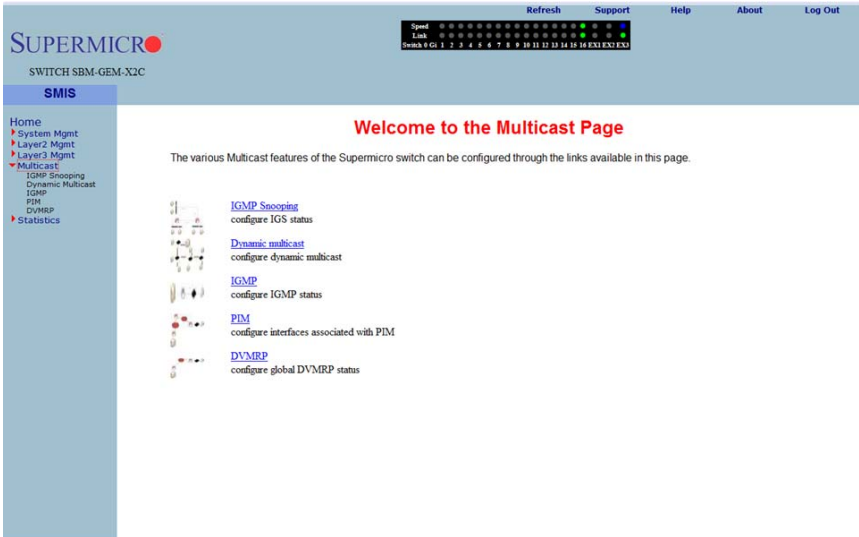 Refresh Support Help About Log Out
SUPERMICRO
SWITCH SBM-GEM-X2C
Speed
Link
Switch 0 Gi 1 2 3 4 5 6 7 8 9 10 11 12 13 14 15 16 EX1 EX2 EX3
SMIS
Home
System Mgmt
Layer2 Mgmt
Layer3 Mgmt
Multicast
IGMP Snooping
Dynamic Multicast
IGMP
PIM
DVMRP
Statistics
Welcome to the Multicast Page
The various Multicast features of the Supermicro switch can be configured through the links available in this page.
IGMP Snooping
configure IGS status
Dynamic multicast
configure dynamic multicast
IGMP
configure IGMP status
PIM
configure interfaces associated with PIM
DVMRP
configure global DVMRP status